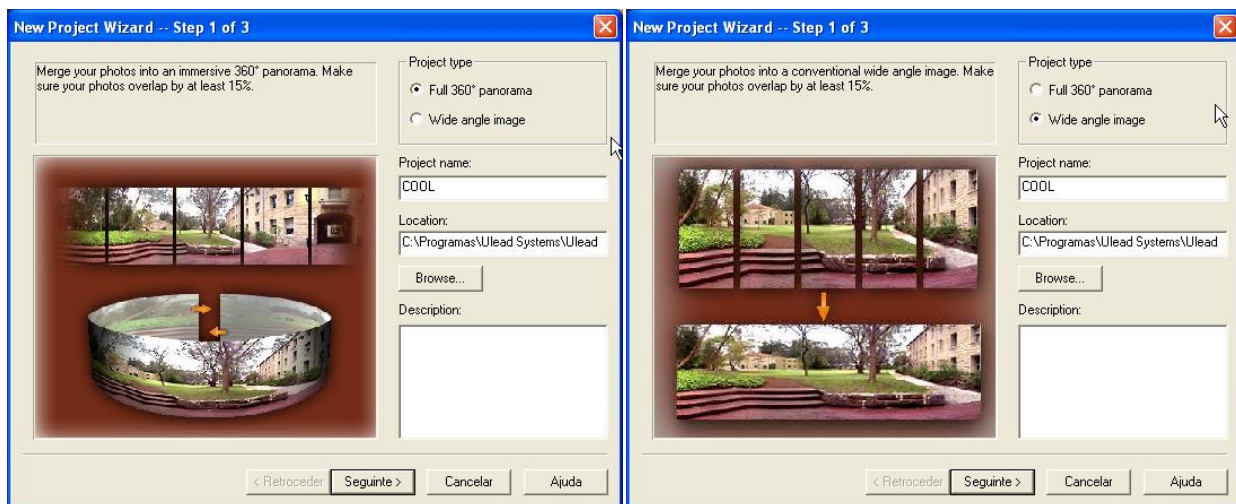 New Project Wizard -- Step 1 of 3
Merge your photos into an immersive 360° panorama. Make
sure your photos overlap by at least 15%.
Project type
Full 360° panorama
Wide angle image
Project name:
COOL
Location:
C:\Programas\Ulead Systems\Ulead
Browse...
Description:
< Retroceder
Seguinte >
Cancelar
Ajuda
New Project Wizard -- Step 1 of 3
Merge your photos into a conventional wide angle image. Make
sure your photos overlap by at least 15%.
Project type
Full 360° panorama
Wide angle image
Project name:
COOL
Location:
C:\Programas\Ulead Systems\Ulead
Browse...
Description:
< Retroceder
Seguinte >
Cancelar
Ajuda